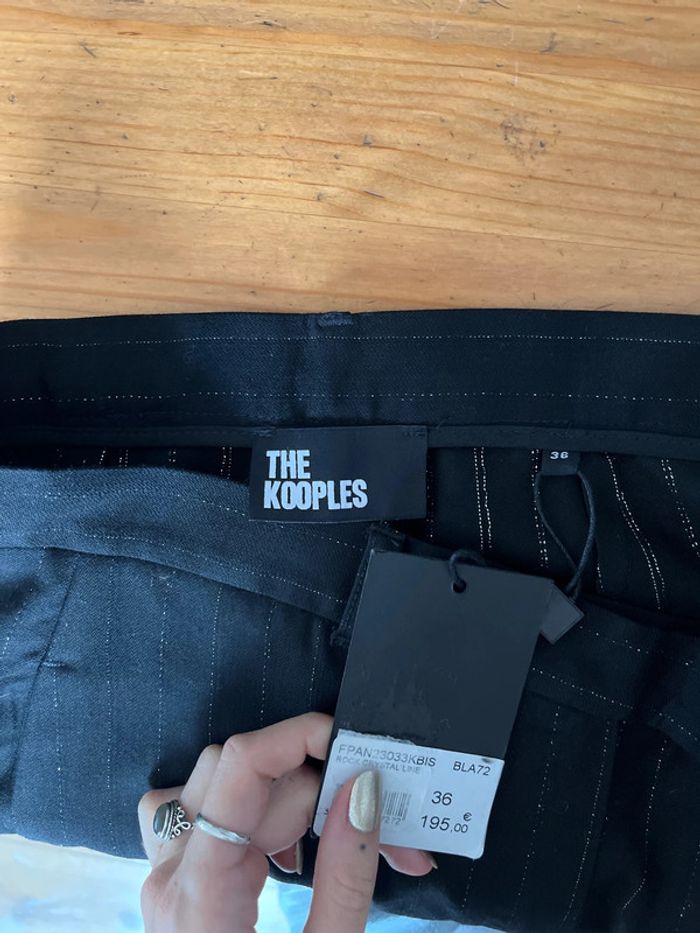 THE
KOOPLES
36
FPAN23033KBIS BLA72
ROCK CRYSTAL LINE
36
195,00 €